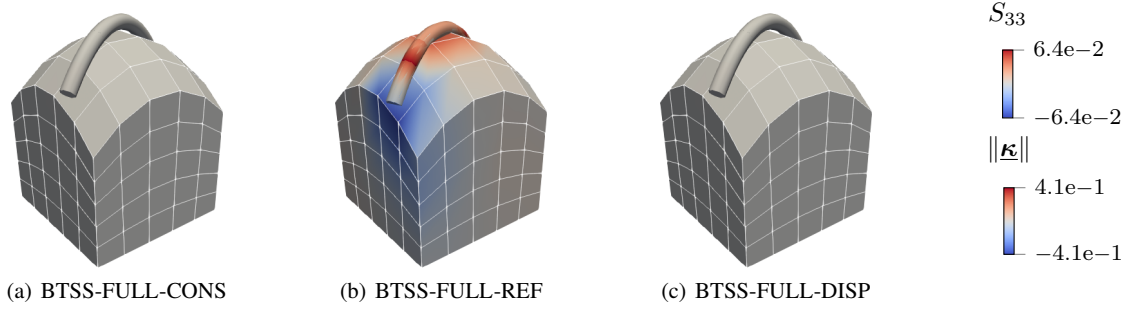 S₃₃
6.4e−2
−6.4e−2
‖κ‖
4.1e−1
−4.1e−1
(a) BTSS-FULL-CONS
(b) BTSS-FULL-REF
(c) BTSS-FULL-DISP